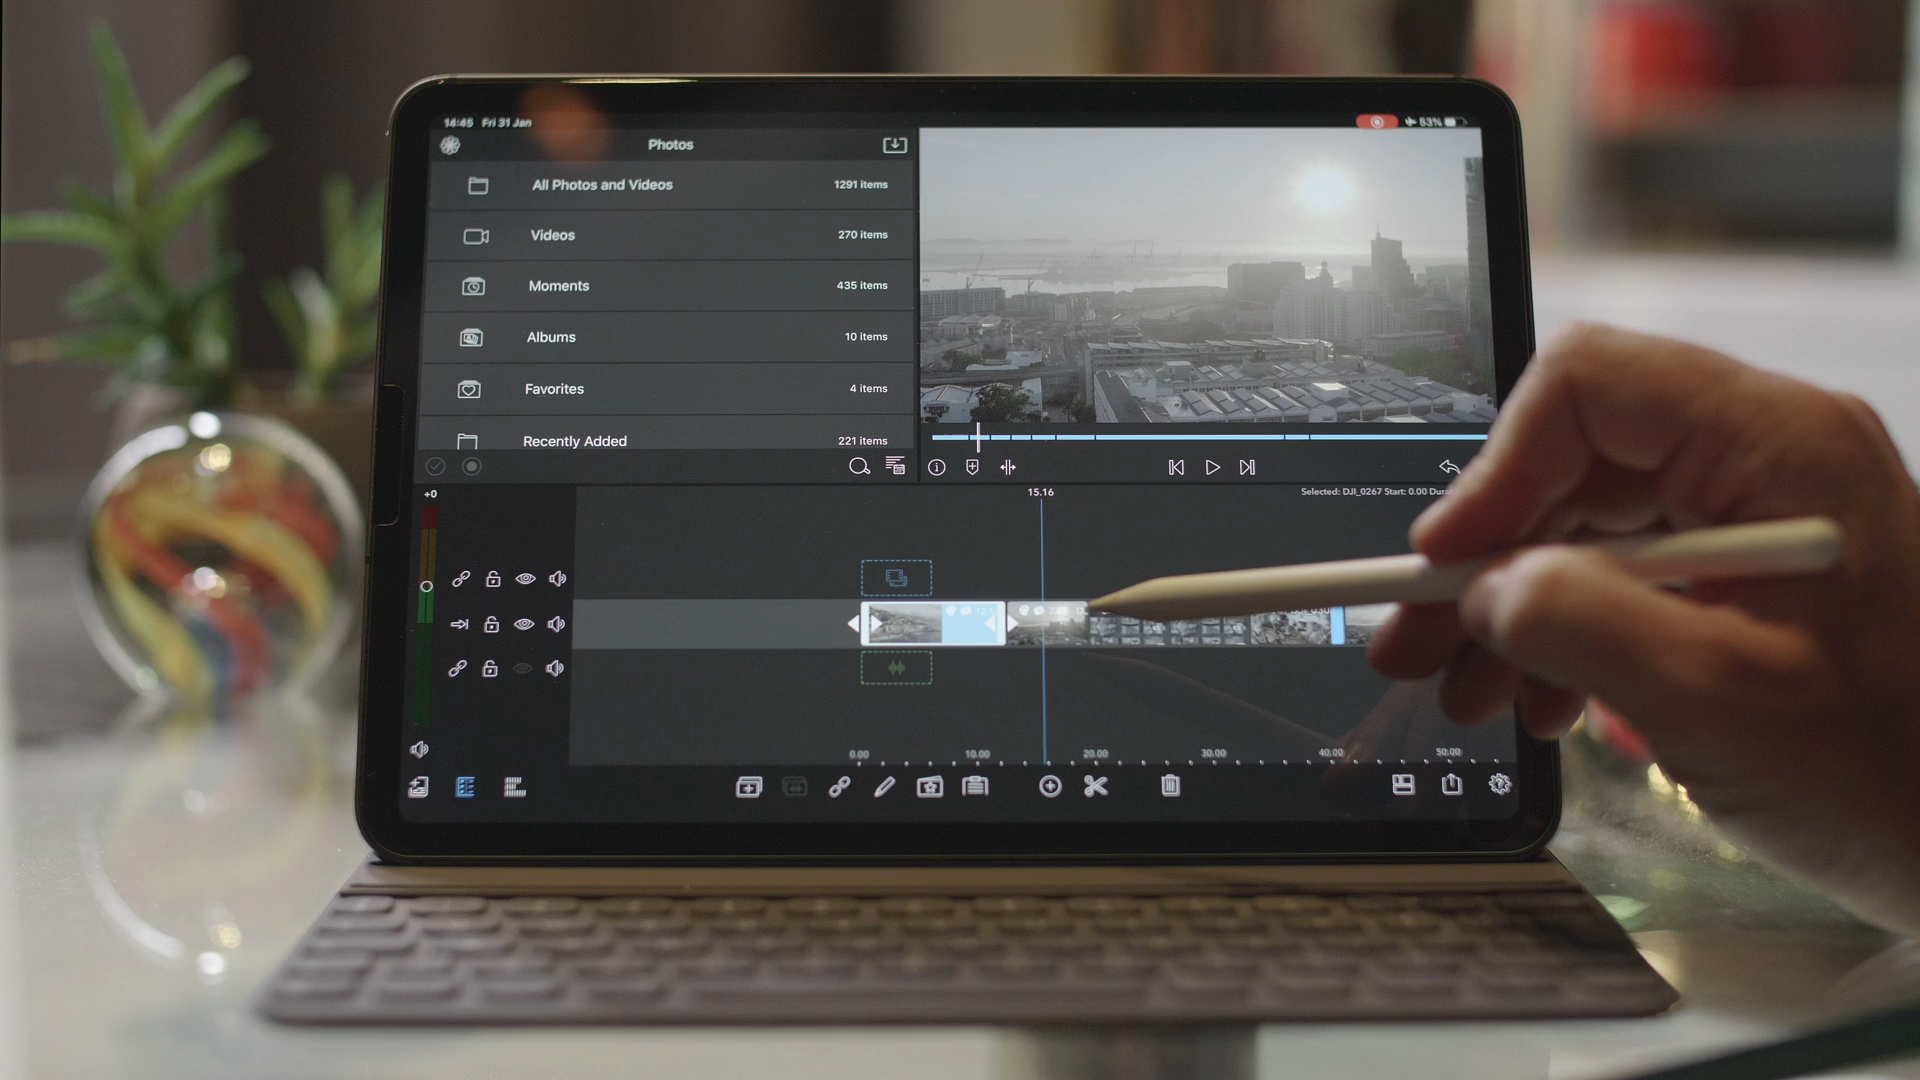 14:45 Fri 31 Jan
53%
Photos
All Photos and Videos 1291 items
Videos 270 items
Moments 435 items
Albums 10 items
Favorites 4 items
Recently Added 221 items
+0
15.16
Selected: DJI_0267 Start: 0.00
0.00 10.00 20.00 30.00 40.00 50.00